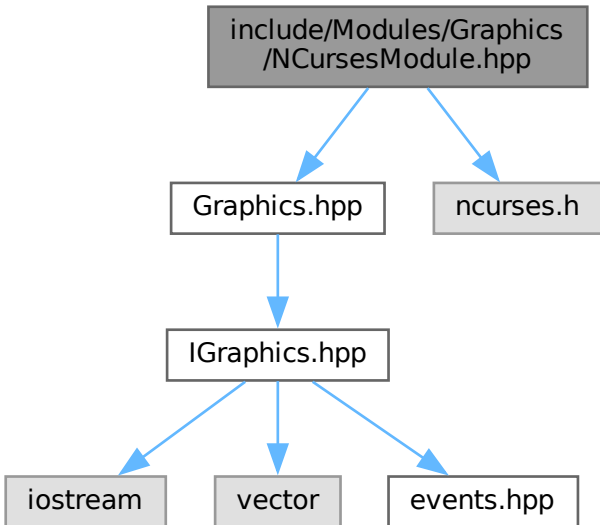 include/Modules/Graphics
/NCursesModule.hpp
Graphics.hpp
ncurses.h
IGraphics.hpp
iostream
vector
events.hpp